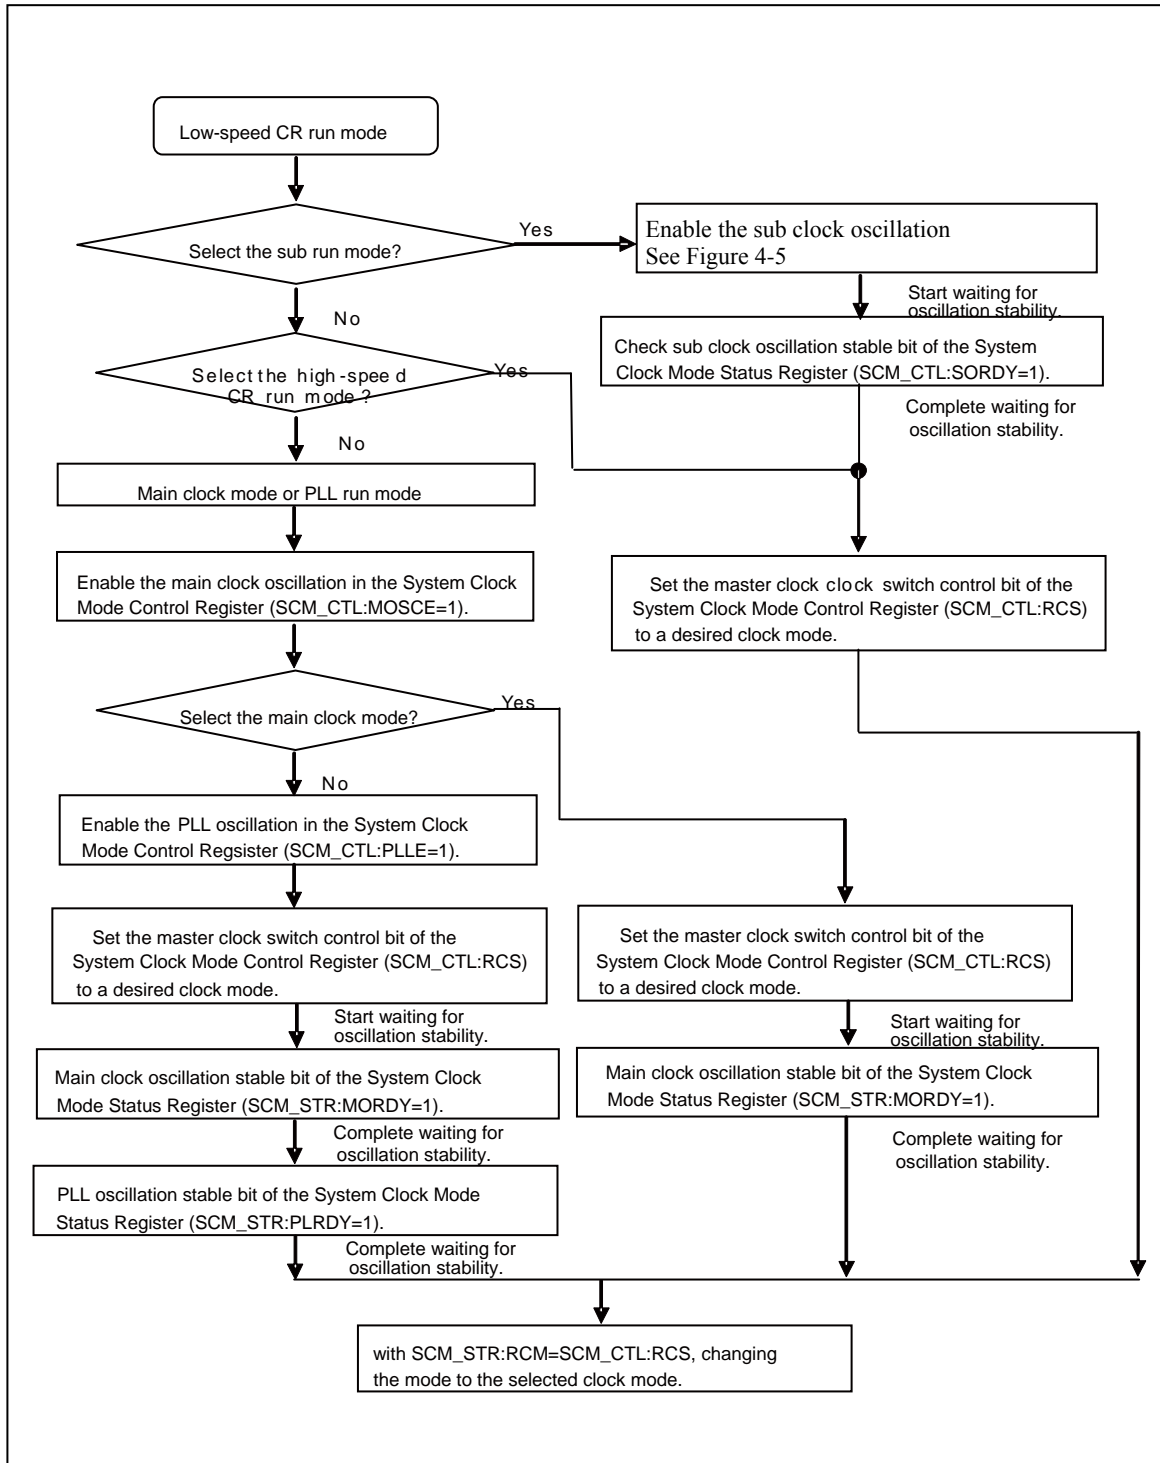 Low-speed CR run mode
Select the sub run mode?
Yes
Enable the sub clock oscillation
See Figure 4-5
No
Start waiting for
oscillation stability.
Select the high-speed
CR run mode?
Yes
Check sub clock oscillation stable bit of the System
Clock Mode Status Register (SCM_CTL:SORDY=1).
Complete waiting for
oscillation stability.
No
Main clock mode or PLL run mode
Enable the main clock oscillation in the System Clock
Mode Control Register (SCM_CTL:MOSCE=1).
Set the master clock clock switch control bit of the
System Clock Mode Control Register (SCM_CTL:RCS)
to a desired clock mode.
Select the main clock mode?
Yes
No
Enable the PLL oscillation in the System Clock
Mode Control Regsister (SCM_CTL:PLLE=1).
Set the master clock switch control bit of the
System Clock Mode Control Register (SCM_CTL:RCS)
to a desired clock mode.
Start waiting for
oscillation stability.
Main clock oscillation stable bit of the System Clock
Mode Status Register (SCM_STR:MORDY=1).
Complete waiting for
oscillation stability.
PLL oscillation stable bit of the System Clock Mode
Status Register (SCM_STR:PLRDY=1).
Complete waiting for
oscillation stability.
Set the master clock switch control bit of the
System Clock Mode Control Register (SCM_CTL:RCS)
to a desired clock mode.
Start waiting for
oscillation stability.
Main clock oscillation stable bit of the System Clock
Mode Status Register (SCM_STR:MORDY=1).
Complete waiting for
oscillation stability.
with SCM_STR:RCM=SCM_CTL:RCS, changing
the mode to the selected clock mode.